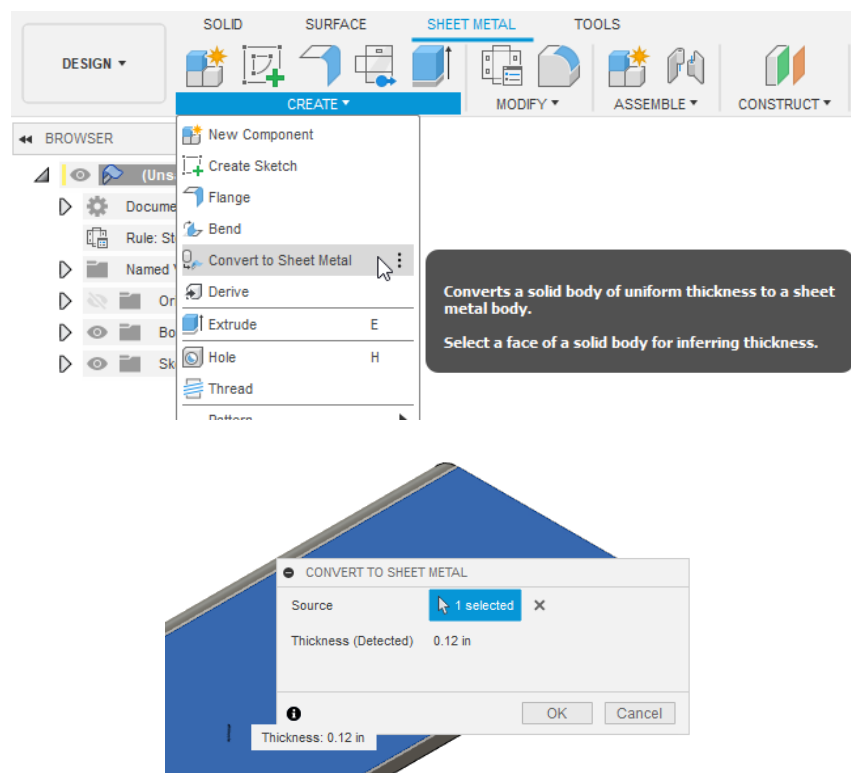 SOLID SURFACE SHEET METAL TOOLS
DESIGN ▾
CREATE ▾ MODIFY ▾ ASSEMBLE ▾ CONSTRUCT ▾
BROWSER
New Component
(Uns
Create Sketch
Docume
Flange
Rule: St
Bend
Named
Convert to Sheet Metal
Or
Derive
Bo
Extrude E
Sk
Hole H
Thread
Pattern
Converts a solid body of uniform thickness to a sheet
metal body.
Select a face of a solid body for inferring thickness.
CONVERT TO SHEET METAL
Source 1 selected
Thickness (Detected) 0.12 in
OK Cancel
Thickness: 0.12 in